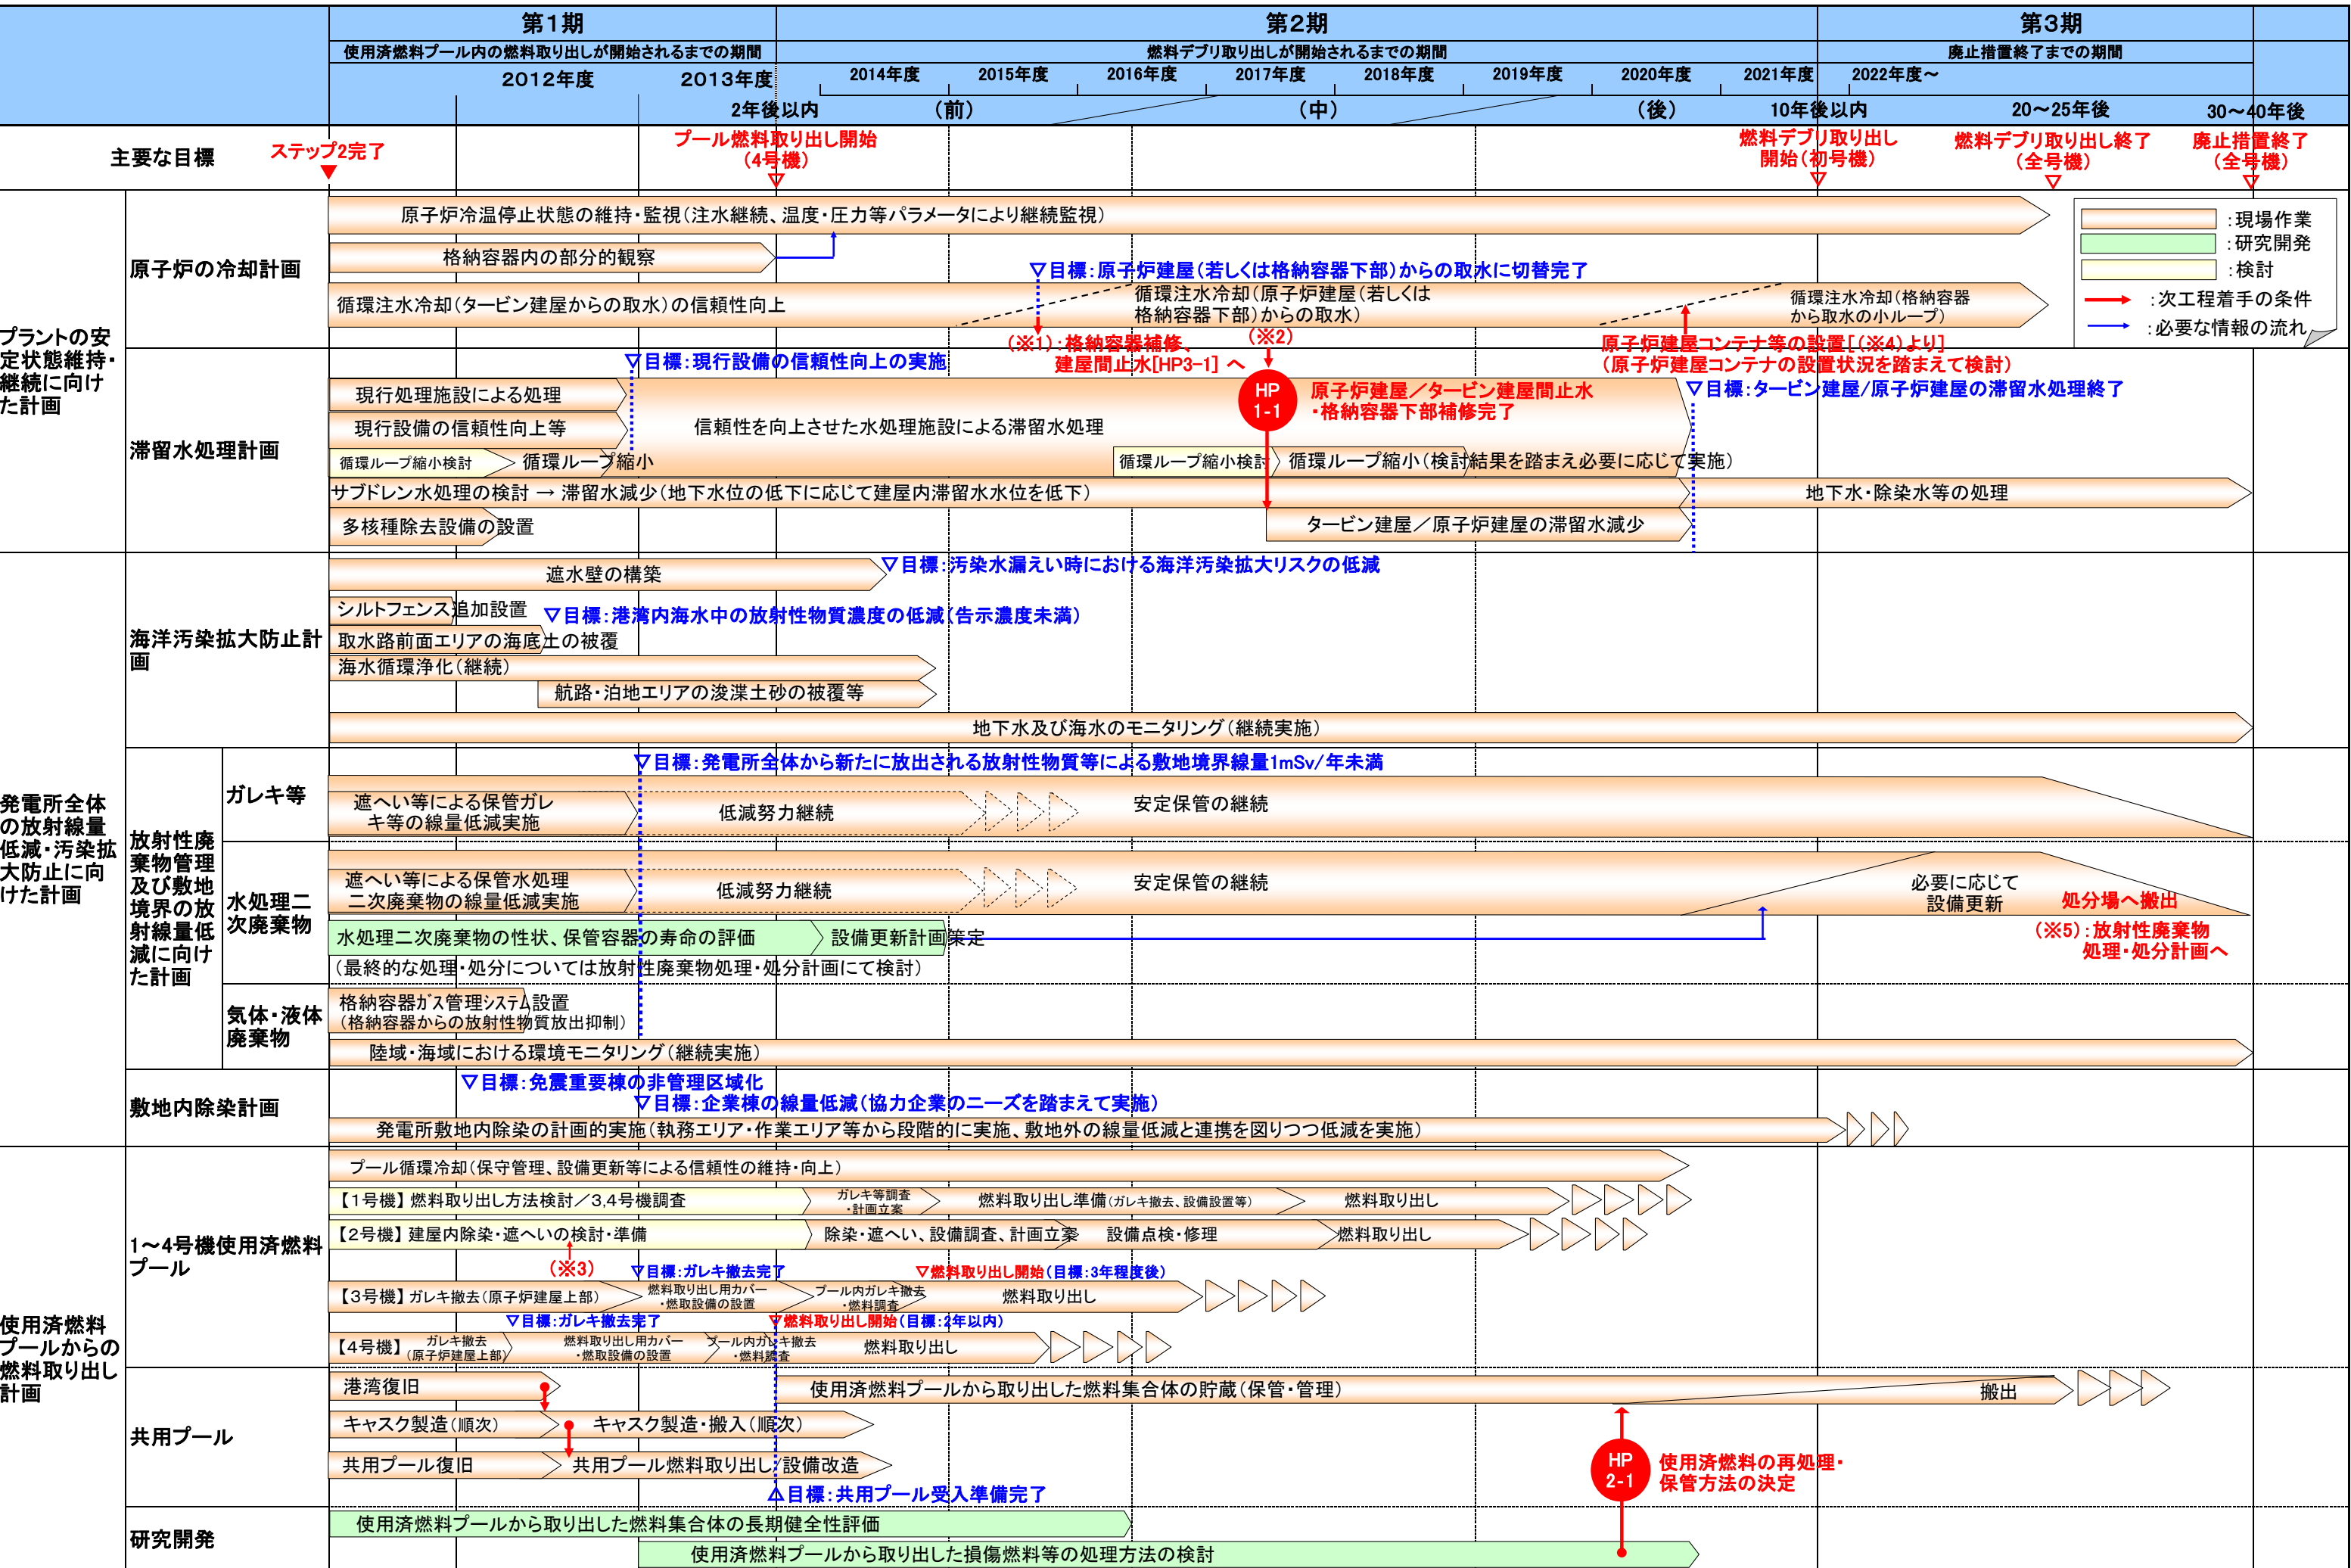 第1期
第2期
第3期
使用済燃料プール内の燃料取り出しが開始されるまでの期間
燃料デブリ取り出しが開始されるまでの期間
廃止措置終了までの期間
2012年度
2013年度
2014年度
2015年度
2016年度
2017年度
2018年度
2019年度
2020年度
2021年度
2022年度～
2年後以内
（前）
（中）
（後）
10年後以内
20～25年後
30～40年後
主要な目標
ステップ2完了
プール燃料取り出し開始
（4号機）
燃料デブリ取り出し
開始（初号機）
燃料デブリ取り出し終了
（全号機）
廃止措置終了
（全号機）
：現場作業
：研究開発
：検討
：次工程着手の条件
：必要な情報の流れ
プラントの安
定状態維持・
継続に向け
た計画
原子炉の冷却計画
原子炉冷温停止状態の維持・監視（注水継続、温度・圧力等パラメータにより継続監視）
格納容器内の部分的観察
▽目標：原子炉建屋（若しくは格納容器下部）からの取水に切替完了
循環注水冷却（タービン建屋からの取水）の信頼性向上
循環注水冷却（原子炉建屋（若しくは
格納容器下部）からの取水）
循環注水冷却（格納容器
から取水の小ループ）
（※1）：格納容器補修、
建屋間止水[HP3-1] へ
（※2）
原子炉建屋コンテナ等の設置[（※4）より]
（原子炉建屋コンテナの設置状況を踏まえて検討）
滞留水処理計画
▽目標：現行設備の信頼性向上の実施
現行処理施設による処理
現行設備の信頼性向上等
信頼性を向上させた水処理施設による滞留水処理
HP
1-1
原子炉建屋／タービン建屋間止水
・格納容器下部補修完了
▽目標：タービン建屋/原子炉建屋の滞留水処理終了
循環ループ縮小検討
循環ループ縮小
循環ループ縮小検討
循環ループ縮小（検討結果を踏まえ必要に応じて実施）
サブドレン水処理の検討 → 滞留水減少（地下水位の低下に応じて建屋内滞留水水位を低下）
地下水・除染水等の処理
多核種除去設備の設置
タービン建屋／原子炉建屋の滞留水減少
発電所全体
の放射線量
低減・汚染拡
大防止に向
けた計画
海洋汚染拡大防止計
画
遮水壁の構築
▽目標：汚染水漏えい時における海洋汚染拡大リスクの低減
シルトフェンス追加設置
▽目標：港湾内海水中の放射性物質濃度の低減（告示濃度未満）
取水路前面エリアの海底土の被覆
海水循環浄化（継続）
航路・泊地エリアの浚渫土砂の被覆等
地下水及び海水のモニタリング（継続実施）
放射性廃
棄物管理
及び敷地
境界の放
射線量低
減に向け
た計画
ガレキ等
▽目標：発電所全体から新たに放出される放射性物質等による敷地境界線量1mSv/年未満
遮へい等による保管ガレ
キ等の線量低減実施
低減努力継続
安定保管の継続
水処理二
次廃棄物
遮へい等による保管水処理
二次廃棄物の線量低減実施
低減努力継続
安定保管の継続
必要に応じて
設備更新
処分場へ搬出
水処理二次廃棄物の性状、保管容器の寿命の評価
設備更新計画策定
（※5）：放射性廃棄物
処理・処分計画へ
（最終的な処理・処分については放射性廃棄物処理・処分計画にて検討）
気体・液体
廃棄物
格納容器ガス管理システム設置
（格納容器からの放射性物質放出抑制）
陸域・海域における環境モニタリング（継続実施）
敷地内除染計画
▽目標：免震重要棟の非管理区域化
▽目標：企業棟の線量低減（協力企業のニーズを踏まえて実施）
発電所敷地内除染の計画的実施（執務エリア・作業エリア等から段階的に実施、敷地外の線量低減と連携を図りつつ低減を実施）
使用済燃料
プールからの
燃料取り出し
計画
1～4号機使用済燃料
プール
プール循環冷却（保守管理、設備更新等による信頼性の維持・向上）
【1号機】 燃料取り出し方法検討／3,4号機調査
ガレキ等調査
・計画立案
燃料取り出し準備（ガレキ撤去、設備設置等）
燃料取り出し
【2号機】 建屋内除染・遮へいの検討・準備
除染・遮へい、設備調査、計画立案
設備点検・修理
燃料取り出し
（※3）
▽目標：ガレキ撤去完了
▽燃料取り出し開始（目標：3年程度後）
【3号機】 ガレキ撤去（原子炉建屋上部）
燃料取り出し用カバー
・燃取設備の設置
プール内ガレキ撤去
・燃料調査
燃料取り出し
▽目標：ガレキ撤去完了
▽燃料取り出し開始（目標：2年以内）
【4号機】
ガレキ撤去
（原子炉建屋上部）
燃料取り出し用カバー
・燃取設備の設置
プール内ガレキ撤去
・燃料調査
燃料取り出し
共用プール
港湾復旧
使用済燃料プールから取り出した燃料集合体の貯蔵（保管・管理）
搬出
キャスク製造（順次）
キャスク製造・搬入（順次）
共用プール復旧
共用プール燃料取り出し/設備改造
HP
2-1
使用済燃料の再処理・
保管方法の決定
△目標：共用プール受入準備完了
研究開発
使用済燃料プールから取り出した燃料集合体の長期健全性評価
使用済燃料プールから取り出した損傷燃料等の処理方法の検討